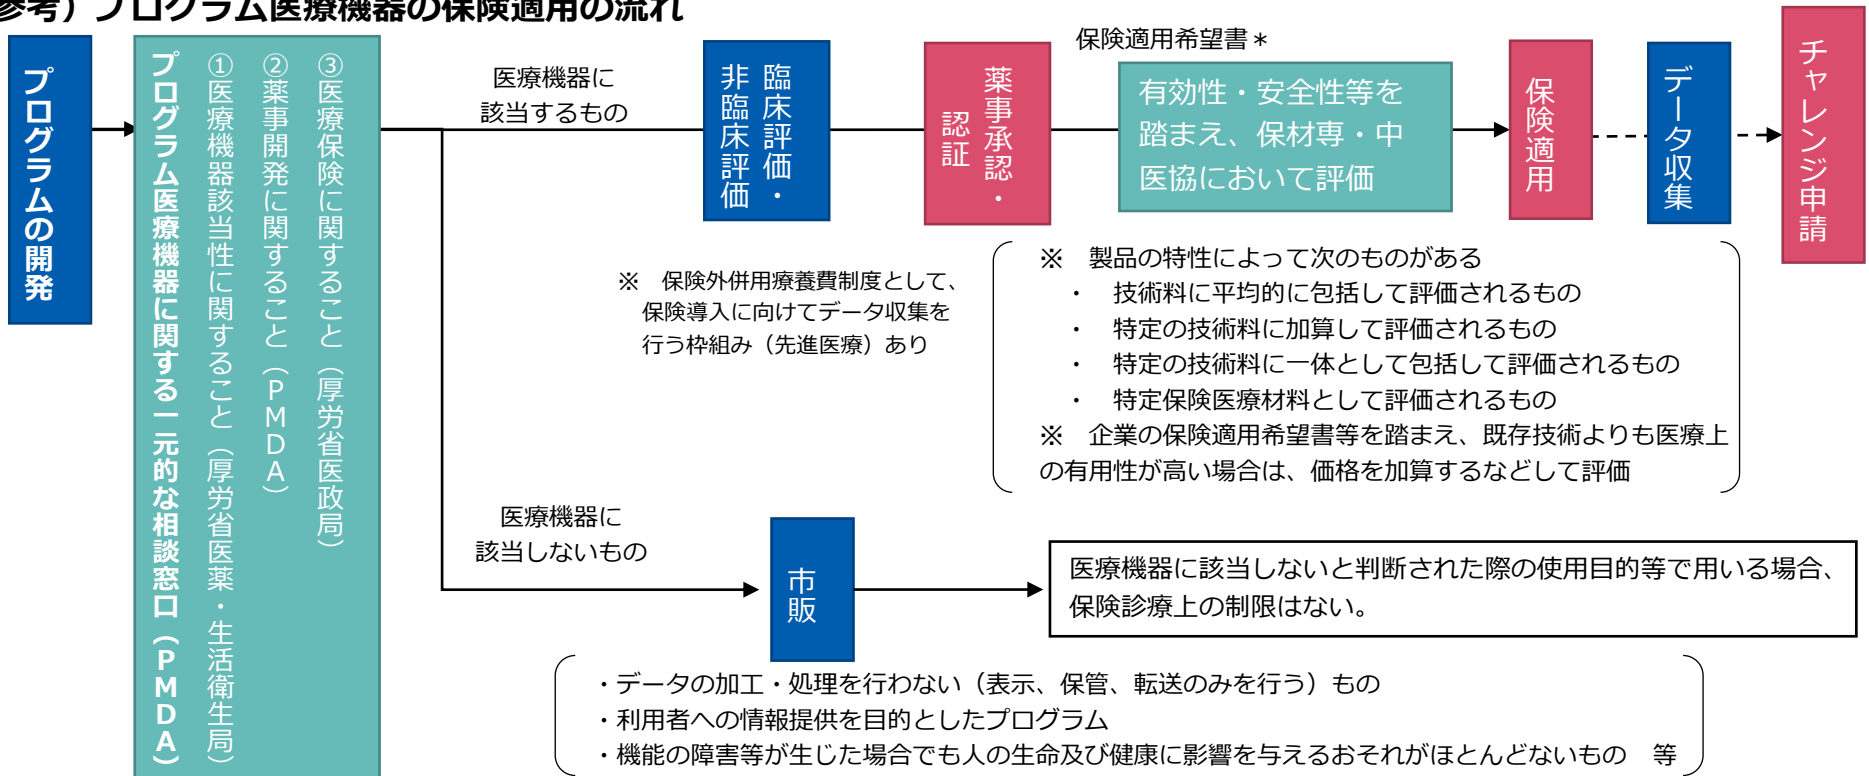 参考）プログラム医療機器の保険適用の流れ
プログラムの開発
プログラム医療機器に関する一元的な相談窓口（ＰＭＤＡ）
①医療機器該当性に関すること（厚労省医薬・生活衛生局）
②薬事開発に関すること（ＰＭＤＡ）
③医療保険に関すること（厚労省医政局）
医療機器に
該当するもの
臨床評価・
非臨床評価
薬事承認・
認証
保険適用希望書＊
有効性・安全性等を
踏まえ、保材専・中
医協において評価
保険適用
データ収集
チャレンジ申請
※　保険外併用療養費制度として、
保険導入に向けてデータ収集を
行う枠組み（先進医療）あり
※　製品の特性によって次のものがある
・　技術料に平均的に包括して評価されるもの
・　特定の技術料に加算して評価されるもの
・　特定の技術料に一体として包括して評価されるもの
・　特定保険医療材料として評価されるもの
※　企業の保険適用希望書等を踏まえ、既存技術よりも医療上
の有用性が高い場合は、価格を加算するなどして評価
医療機器に
該当しないもの
市販
医療機器に該当しないと判断された際の使用目的等で用いる場合、
保険診療上の制限はない。
・データの加工・処理を行わない（表示、保管、転送のみを行う）もの
・利用者への情報提供を目的としたプログラム
・機能の障害等が生じた場合でも人の生命及び健康に影響を与えるおそれがほとんどないもの　等